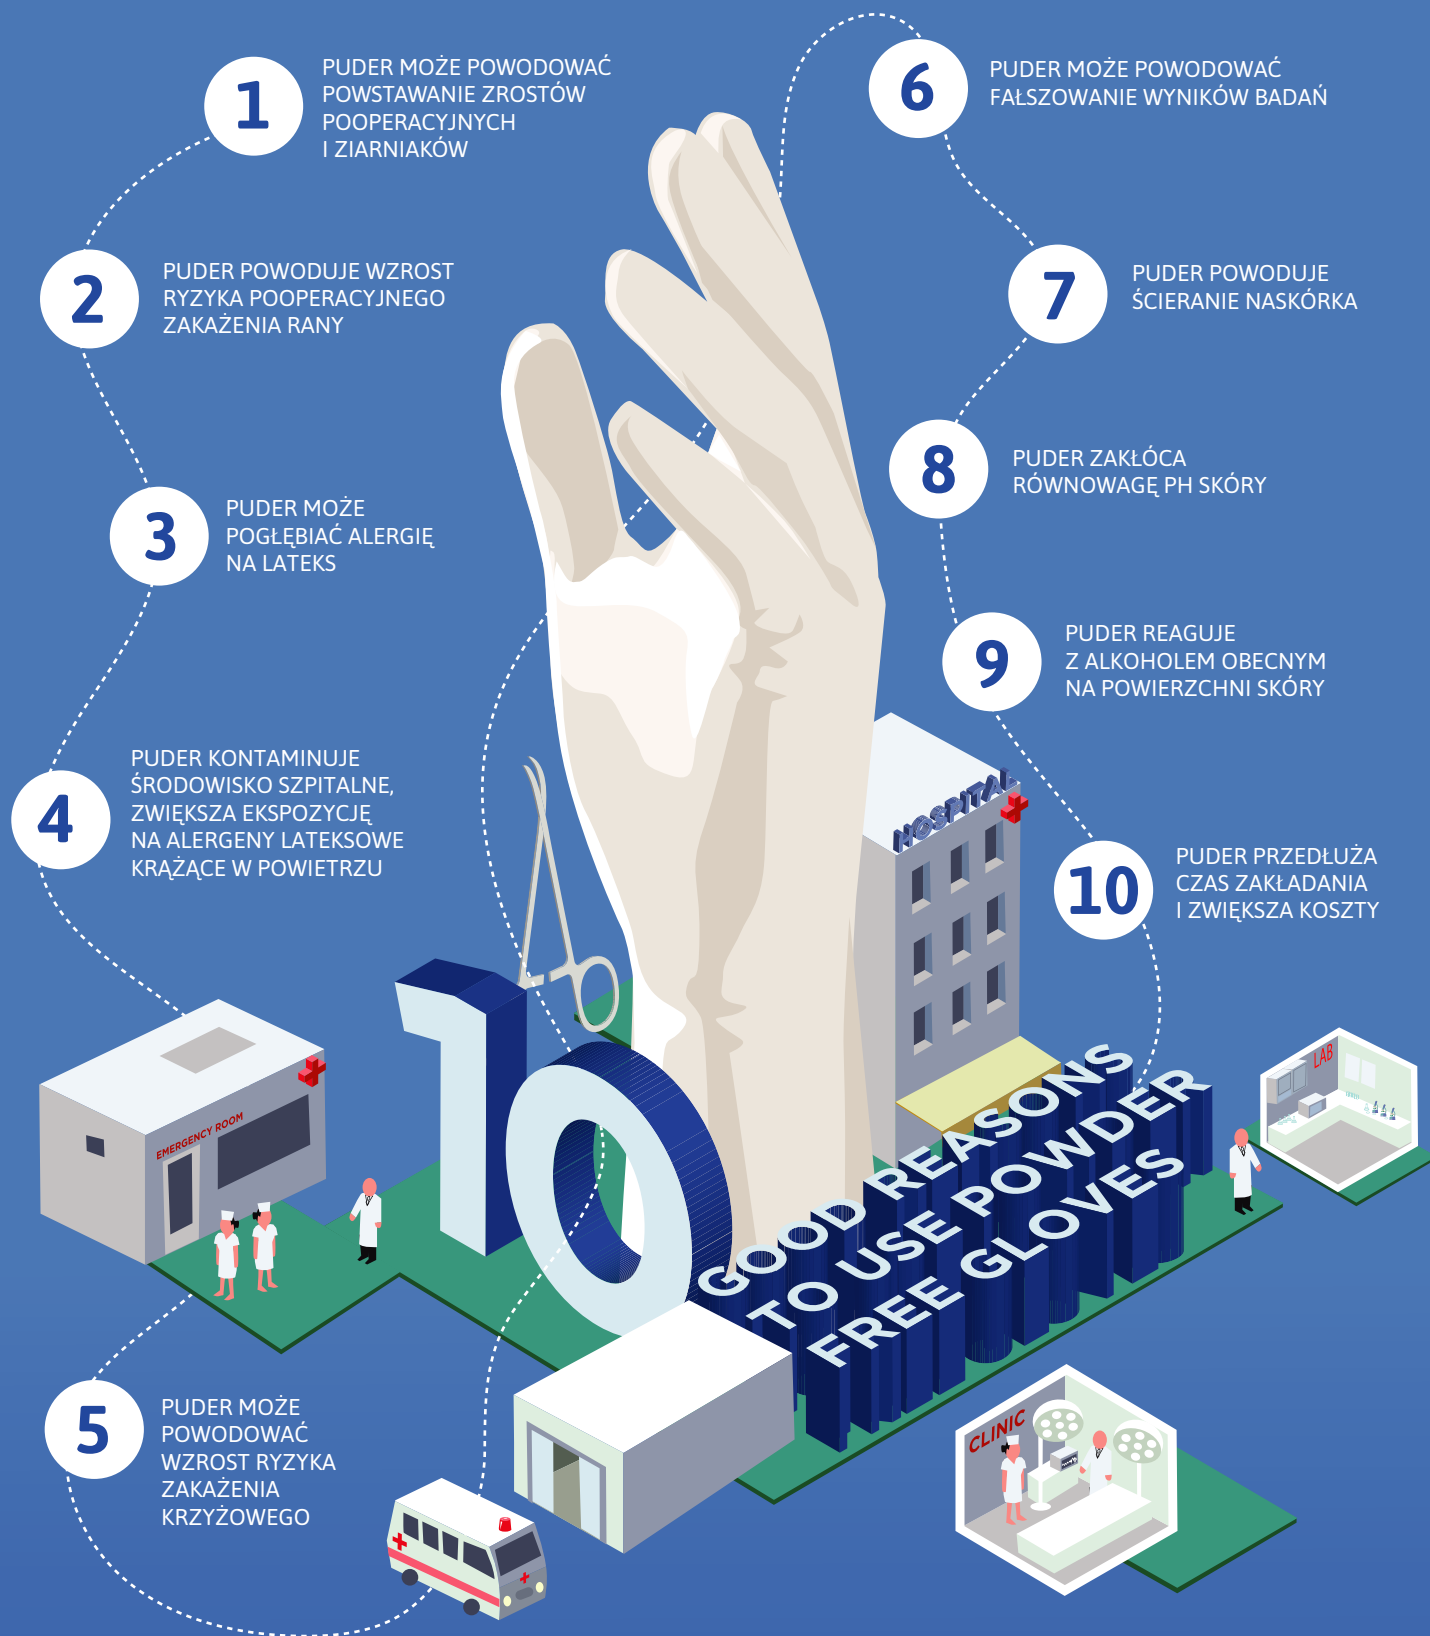 1
PUDER MOŻE POWODOWAĆ
POWSTAWANIE ZROSTÓW
POOPERACYJNYCH
I ZIARNIAKÓW
2
PUDER POWODUJE WZROST
RYZYKA POOPERACYJNEGO
ZAKAŻENIA RANY
3
PUDER MOŻE
POGŁĘBIAĆ ALERGIĘ
NA LATEKS
4
PUDER KONTAMINUJE
ŚRODOWISKO SZPITALNE,
ZWIĘKSZA EKSPOZYCJĘ
NA ALERGENY LATEKSOWE
KRĄŻĄCE W POWIETRZU
5
PUDER MOŻE
POWODOWAĆ
WZROST RYZYKA
ZAKAŻENIA
KRZYŻOWEGO
6
PUDER MOŻE POWODOWAĆ
FAŁSZOWANIE WYNIKÓW BADAŃ
7
PUDER POWODUJE
ŚCIERANIE NASKÓRKA
8
PUDER ZAKŁÓCA
RÓWNOWAGĘ PH SKÓRY
9
PUDER REAGUJE
Z ALKOHOLEM OBECNYM
NA POWIERZCHNI SKÓRY
10
PUDER PRZEDŁUŻA
CZAS ZAKŁADANIA
I ZWIĘKSZA KOSZTY
HOSPITAL
EMERGENCY ROOM
LAB
10
GOOD REASONS
TO USE POWDER
FREE GLOVES
CLINIC